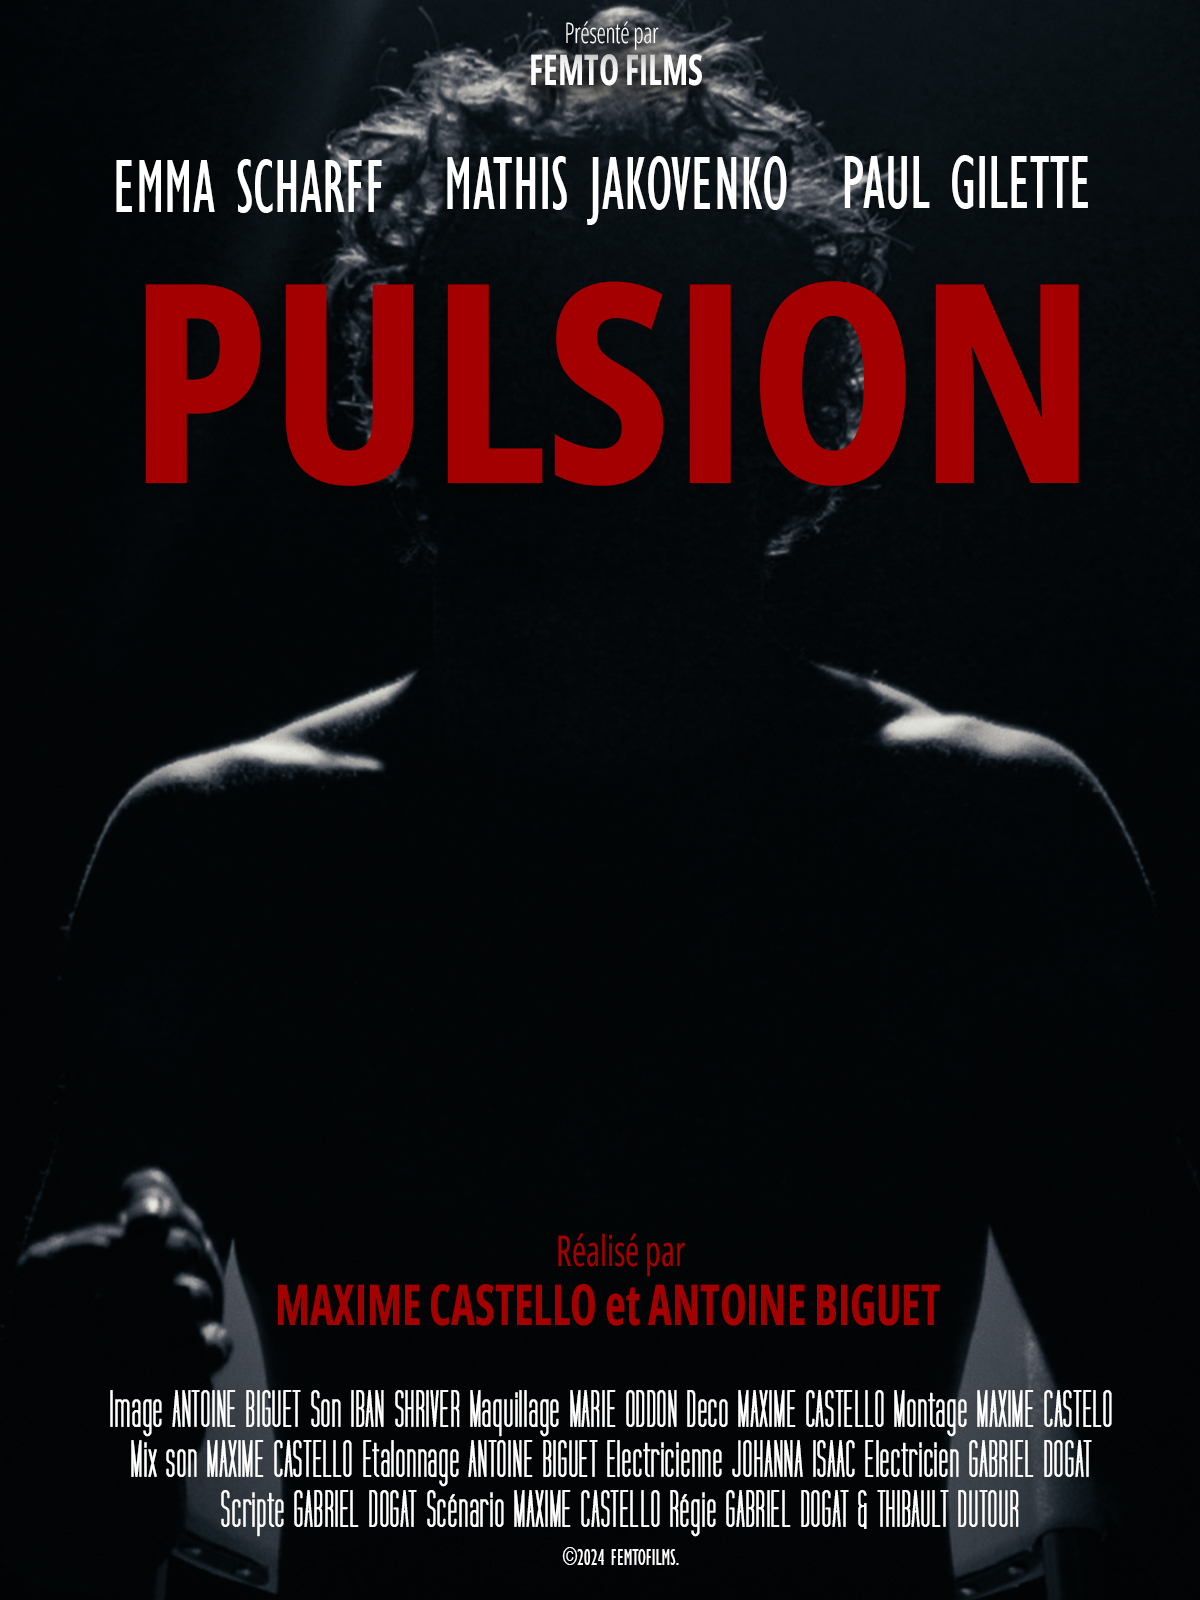 Présenté par
FEMTO FILMS
EMMA SCHARFF MATHIS JAKOVENKO PAUL GILETTE
PULSION
Réalisé par
MAXIME CASTELLO et ANTOINE BIGUET
Image ANTOINE BIGUET Son IBAN SHRIVER Maquillage MARIE ODDON Deco MAXIME CASTELLO Montage MAXIME CASTELO
Mix son MAXIME CASTELLO Etalonnage ANTOINE BIGUET Electricienne JOHANNA ISAAC Electricien GABRIEL DOGAT
Scripte GABRIEL DOGAT Scénario MAXIME CASTELLO Régie GABRIEL DOGAT & THIBAULT DUTOUR
©2024 FEMTOFILMS.